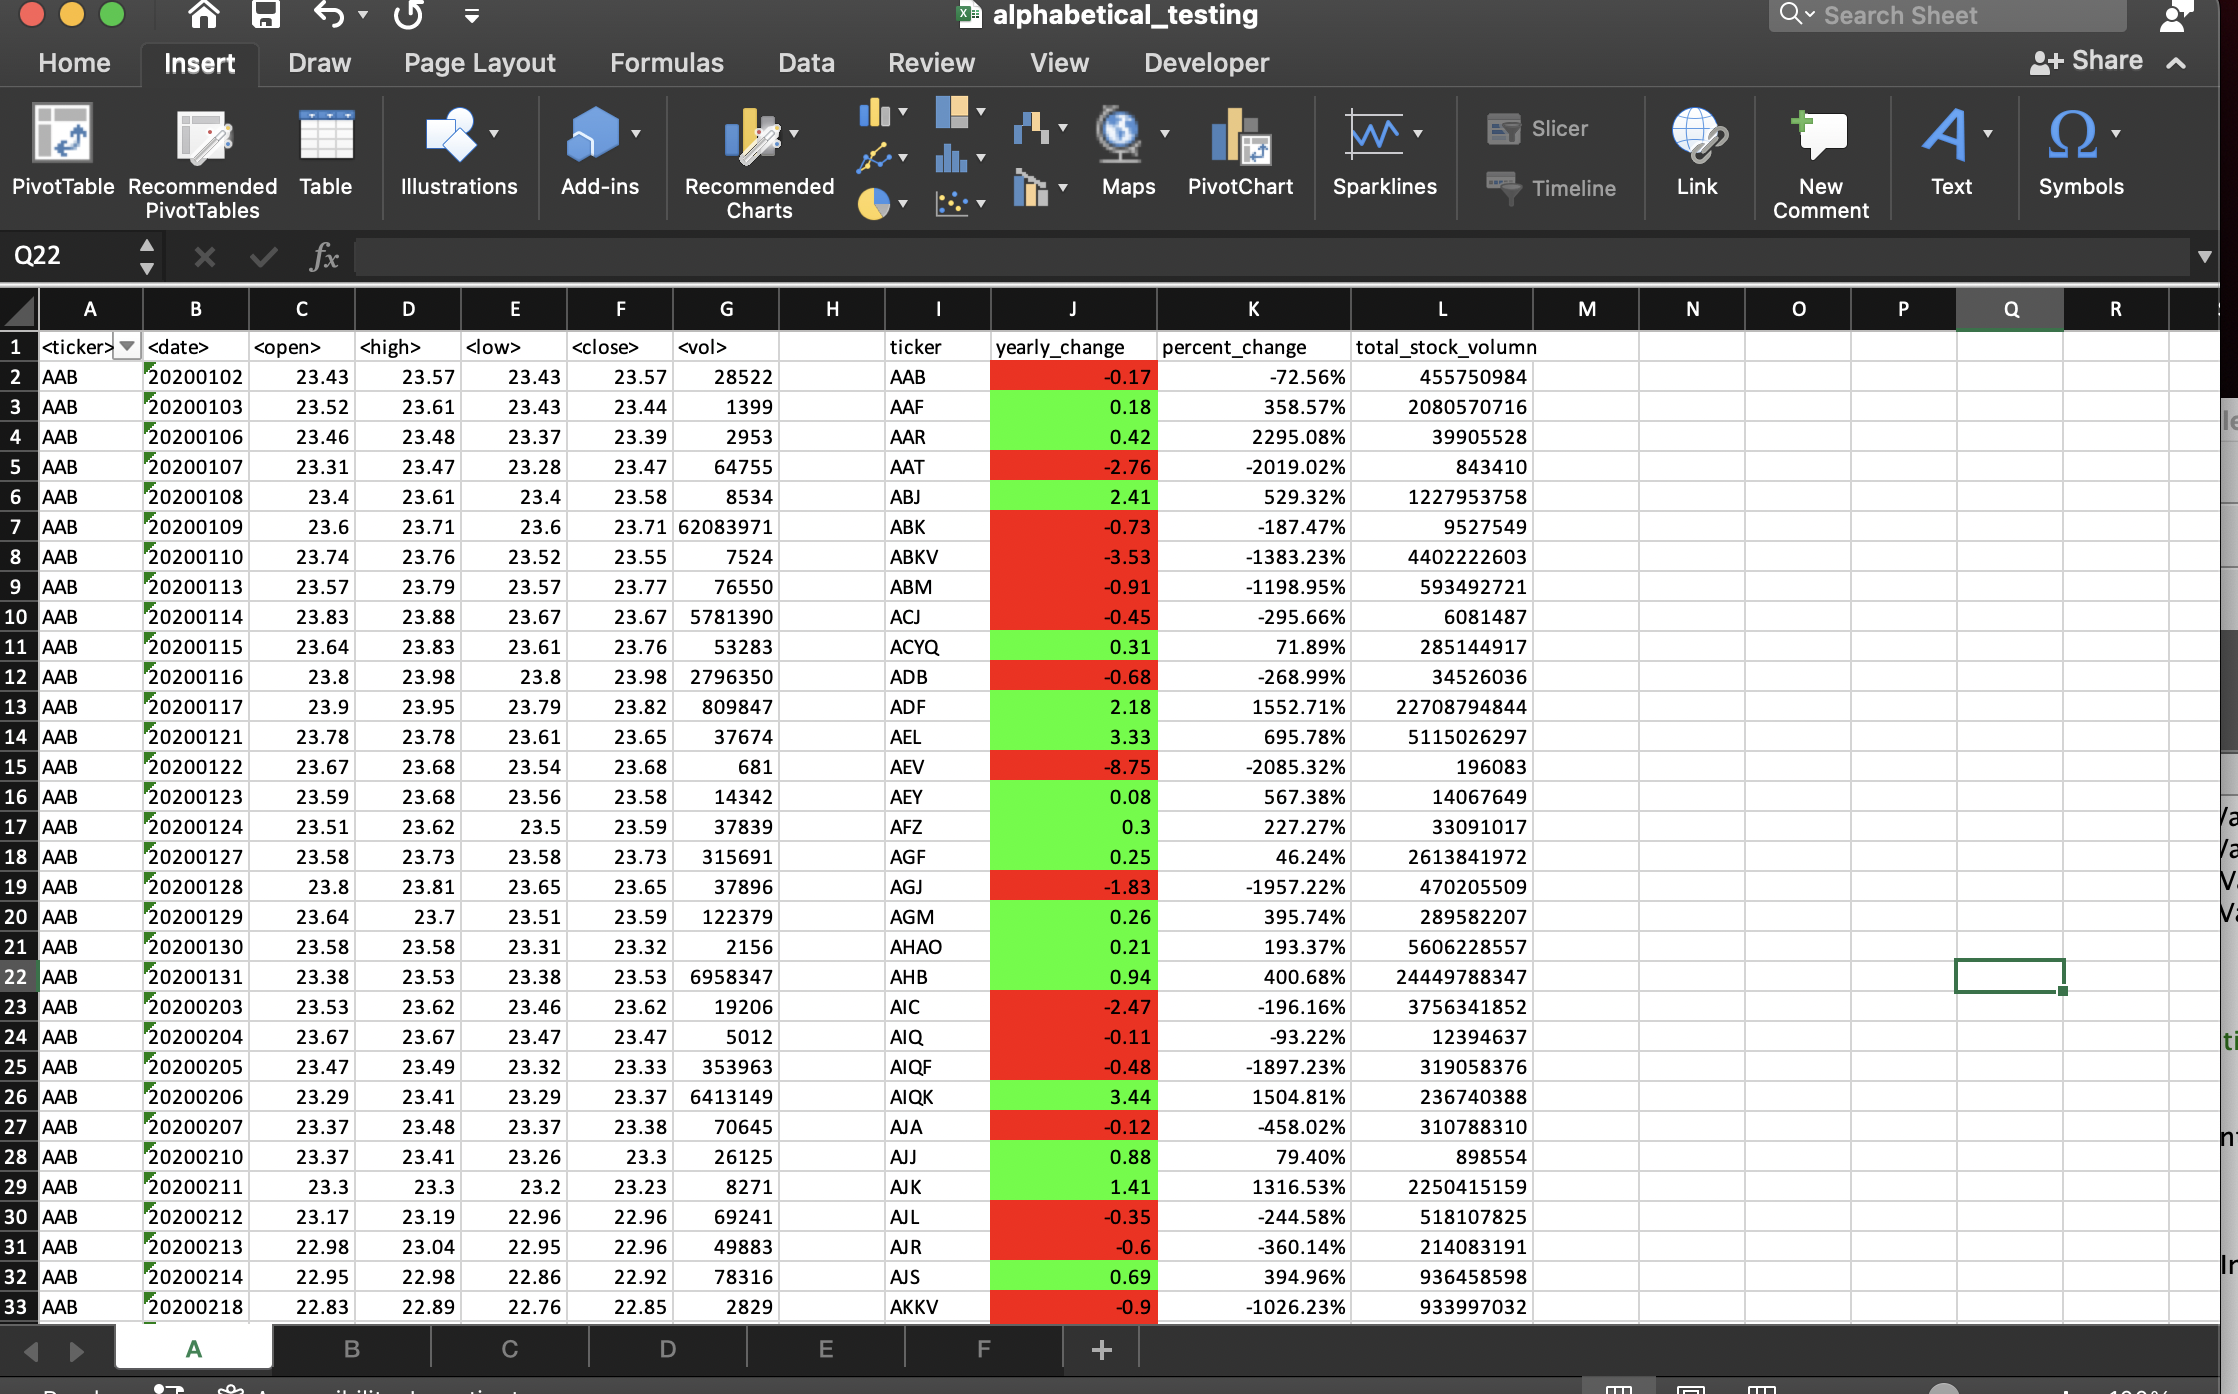 alphabetical_testing
Search Sheet
Home Insert Draw Page Layout Formulas Data Review View Developer Share
PivotTable Recommended PivotTables Table Illustrations Add-ins Recommended Charts Maps PivotChart Sparklines Slicer Timeline Link New Comment Text Symbols
Q22 fx
A B C D E F G H I J K L M N O P Q R
1 <ticker> <date> <open> <high> <low> <close> <vol> ticker yearly_change percent_change total_stock_volumn
2 AAB 20200102 23.43 23.57 23.43 23.57 28522 AAB -0.17 -72.56% 455750984
3 AAB 20200103 23.52 23.61 23.43 23.44 1399 AAF 0.18 358.57% 2080570716
4 AAB 20200106 23.46 23.48 23.37 23.39 2953 AAR 0.42 2295.08% 39905528
5 AAB 20200107 23.31 23.47 23.28 23.47 64755 AAT -2.76 -2019.02% 843410
6 AAB 20200108 23.4 23.61 23.4 23.58 8534 ABJ 2.41 529.32% 1227953758
7 AAB 20200109 23.6 23.71 23.6 23.71 62083971 ABK -0.73 -187.47% 9527549
8 AAB 20200110 23.74 23.76 23.52 23.55 7524 ABKV -3.53 -1383.23% 4402222603
9 AAB 20200113 23.57 23.79 23.57 23.77 76550 ABM -0.91 -1198.95% 593492721
10 AAB 20200114 23.83 23.88 23.67 23.67 5781390 ACJ -0.45 -295.66% 6081487
11 AAB 20200115 23.64 23.83 23.61 23.76 53283 ACYQ 0.31 71.89% 285144917
12 AAB 20200116 23.8 23.98 23.8 23.98 2796350 ADB -0.68 -268.99% 34526036
13 AAB 20200117 23.9 23.95 23.79 23.82 809847 ADF 2.18 1552.71% 22708794844
14 AAB 20200121 23.78 23.78 23.61 23.65 37674 AEL 3.33 695.78% 5115026297
15 AAB 20200122 23.67 23.68 23.54 23.68 681 AEV -8.75 -2085.32% 196083
16 AAB 20200123 23.59 23.68 23.56 23.58 14342 AEY 0.08 567.38% 14067649
17 AAB 20200124 23.51 23.62 23.5 23.59 37839 AFZ 0.3 227.27% 33091017
18 AAB 20200127 23.58 23.73 23.58 23.73 315691 AGF 0.25 46.24% 2613841972
19 AAB 20200128 23.8 23.81 23.65 23.65 37896 AGJ -1.83 -1957.22% 470205509
20 AAB 20200129 23.64 23.7 23.51 23.59 122379 AGM 0.26 395.74% 289582207
21 AAB 20200130 23.58 23.58 23.31 23.32 2156 AHAO 0.21 193.37% 5606228557
22 AAB 20200131 23.38 23.53 23.38 23.53 6958347 AHB 0.94 400.68% 24449788347
23 AAB 20200203 23.53 23.62 23.46 23.62 19206 AIC -2.47 -196.16% 3756341852
24 AAB 20200204 23.67 23.67 23.47 23.47 5012 AIQ -0.11 -93.22% 12394637
25 AAB 20200205 23.47 23.49 23.32 23.33 353963 AIQF -0.48 -1897.23% 319058376
26 AAB 20200206 23.29 23.41 23.29 23.37 6413149 AIQK 3.44 1504.81% 236740388
27 AAB 20200207 23.37 23.48 23.37 23.38 70645 AJA -0.12 -458.02% 310788310
28 AAB 20200210 23.37 23.41 23.26 23.3 26125 AJJ 0.88 79.40% 898554
29 AAB 20200211 23.3 23.3 23.2 23.23 8271 AJK 1.41 1316.53% 2250415159
30 AAB 20200212 23.17 23.19 22.96 22.96 69241 AJL -0.35 -244.58% 518107825
31 AAB 20200213 22.98 23.04 22.95 22.96 49883 AJR -0.6 -360.14% 214083191
32 AAB 20200214 22.95 22.98 22.86 22.92 78316 AJS 0.69 394.96% 936458598
33 AAB 20200218 22.83 22.89 22.76 22.85 2829 AKKV -0.9 -1026.23% 933997032
A B C D E F +